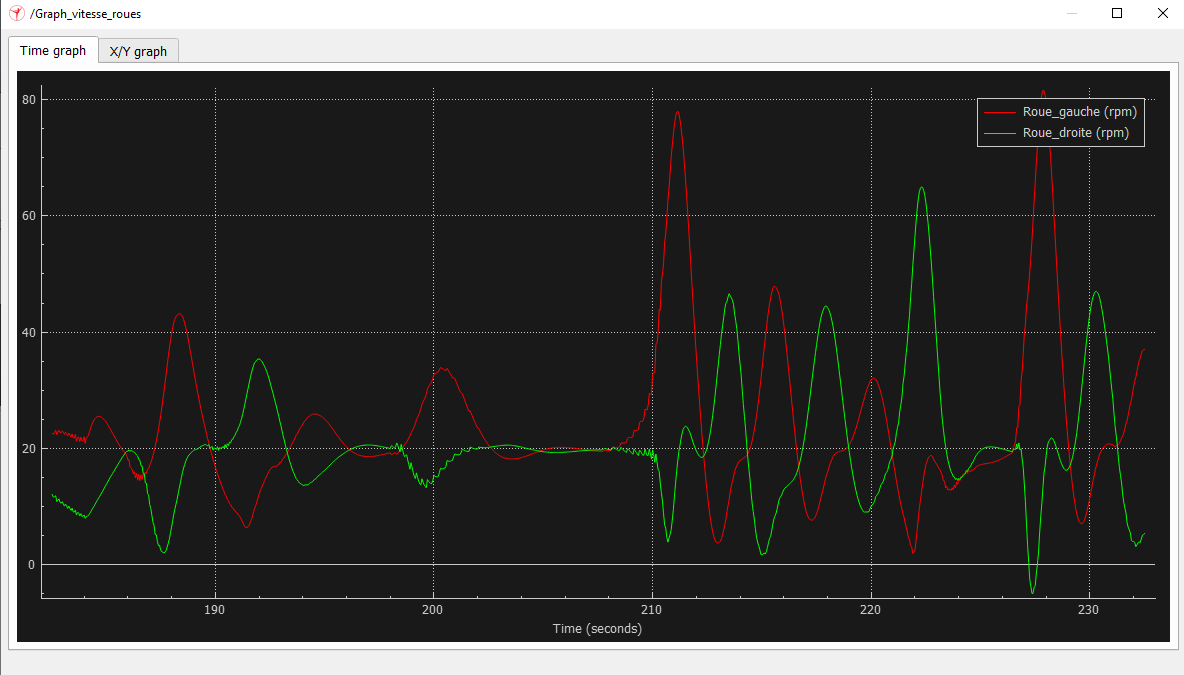 /Graph_vitesse_roues
Time graph
X/Y graph
80
60
40
20
0
Roue_gauche (rpm)
Roue_droite (rpm)
190
200
210
220
230
Time (seconds)